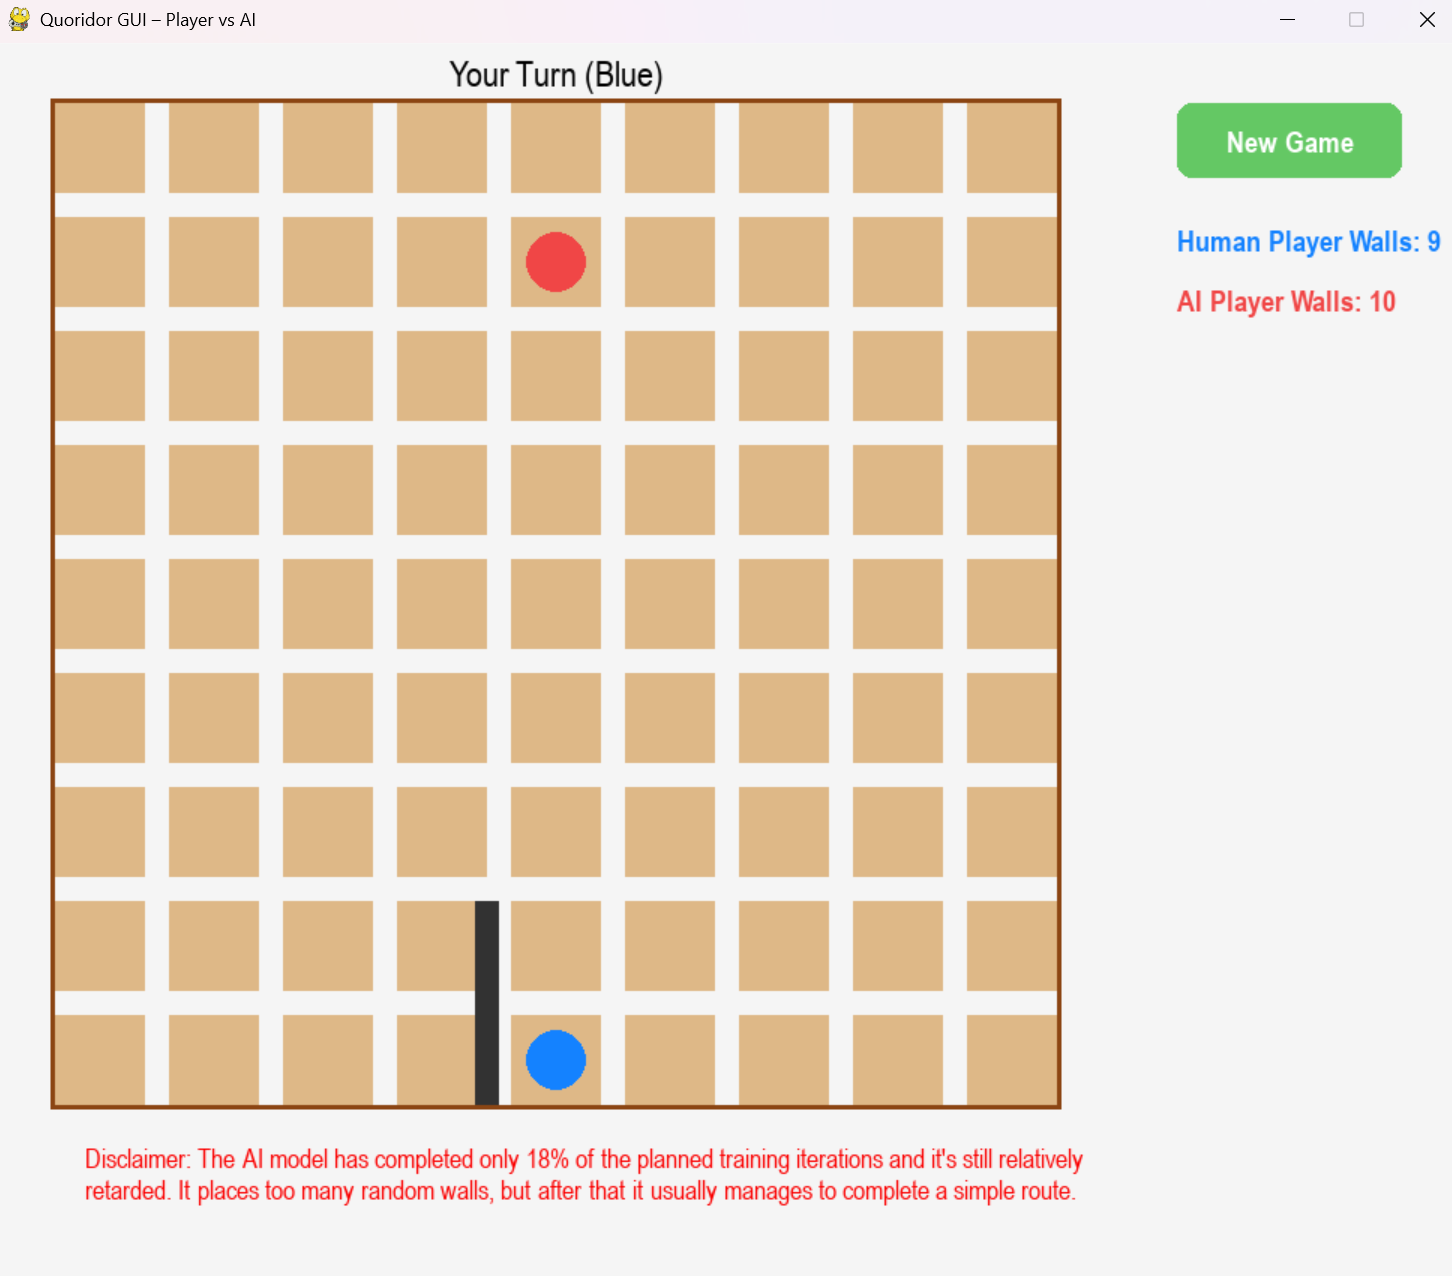 Quoridor GUI – Player vs AI
Your Turn (Blue)
New Game
Human Player Walls: 9
AI Player Walls: 10
Disclaimer: The AI model has completed only 18% of the planned training iterations and it's still relatively
retarded. It places too many random walls, but after that it usually manages to complete a simple route.